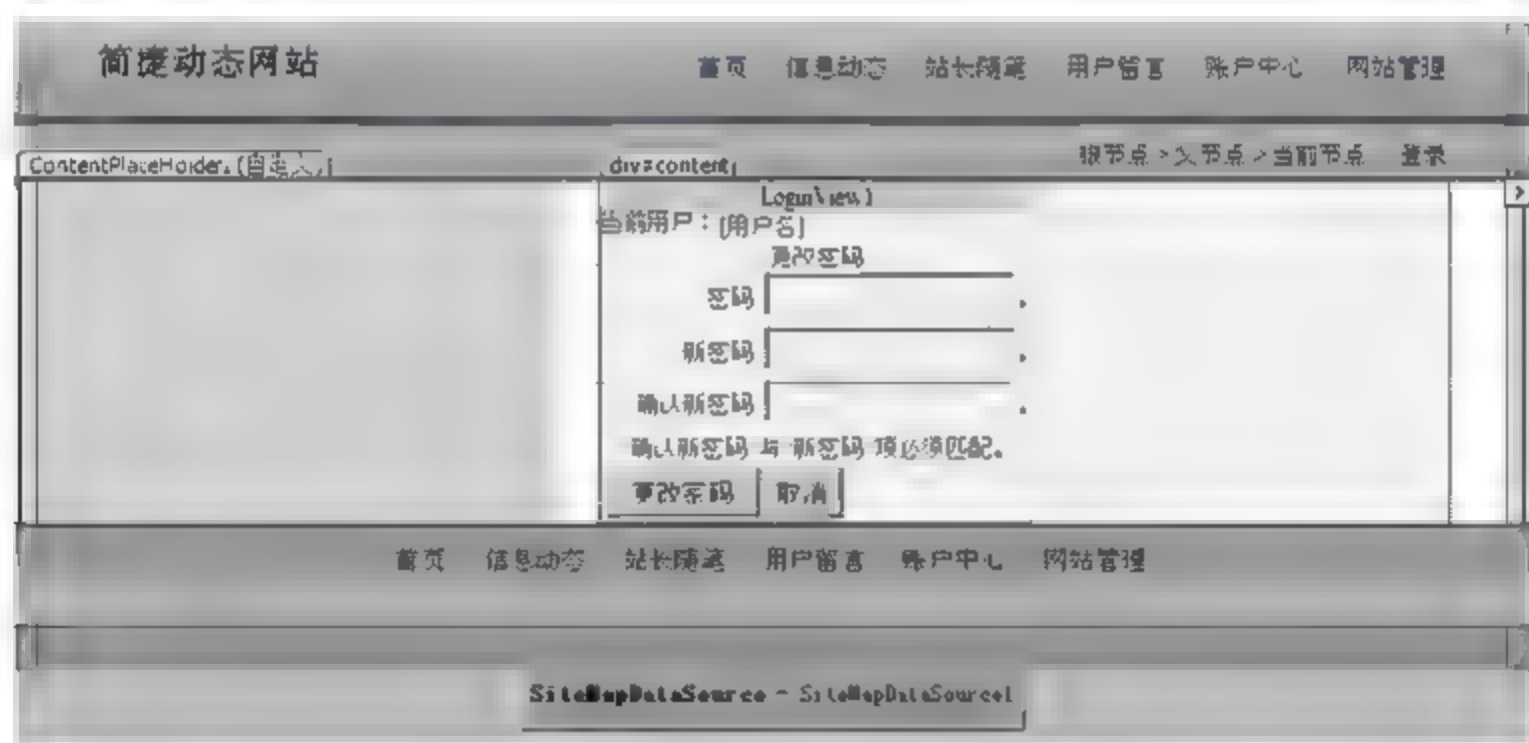 简捷动态网站
首页 信息动态 站长随笔 用户留言 账户中心 网站管理
根节点 > 父节点 > 当前节点 登录
ContentPlaceHolder1(自定义)
div#content
LoginView1
当前用户：[用户名]
更改密码
密码
新密码
确认新密码
确认新密码 与 新密码 项必须匹配。
更改密码 取消
首页 信息动态 站长随笔 用户留言 账户中心 网站管理
SiteMapDataSource - SiteMapDataSource1